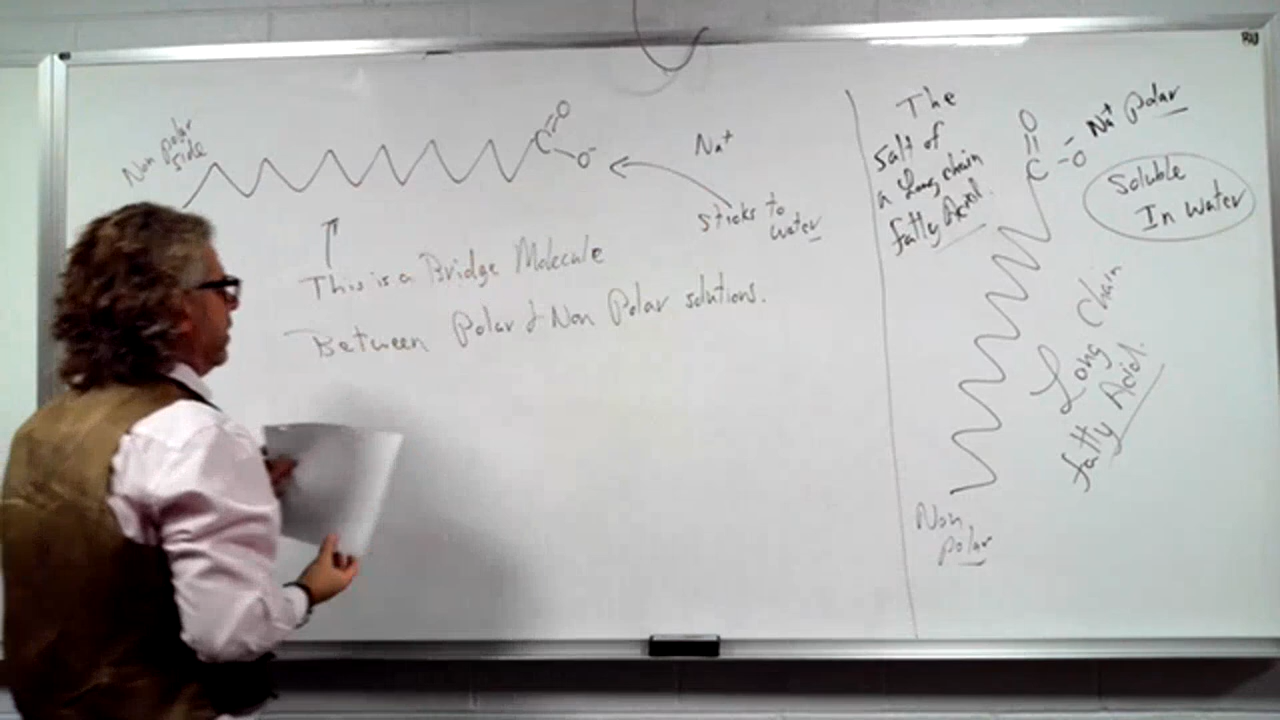 Non polar
side
C
O
O-
Na+
sticks to
water
This is a Bridge Molecule
Between Polar & Non Polar solutions.
The
salt of
a Long chain
fatty Acid.
O
C
-O
Na+ Polar
Soluble
In water
Long Chain
fatty Acid.
Non
polar